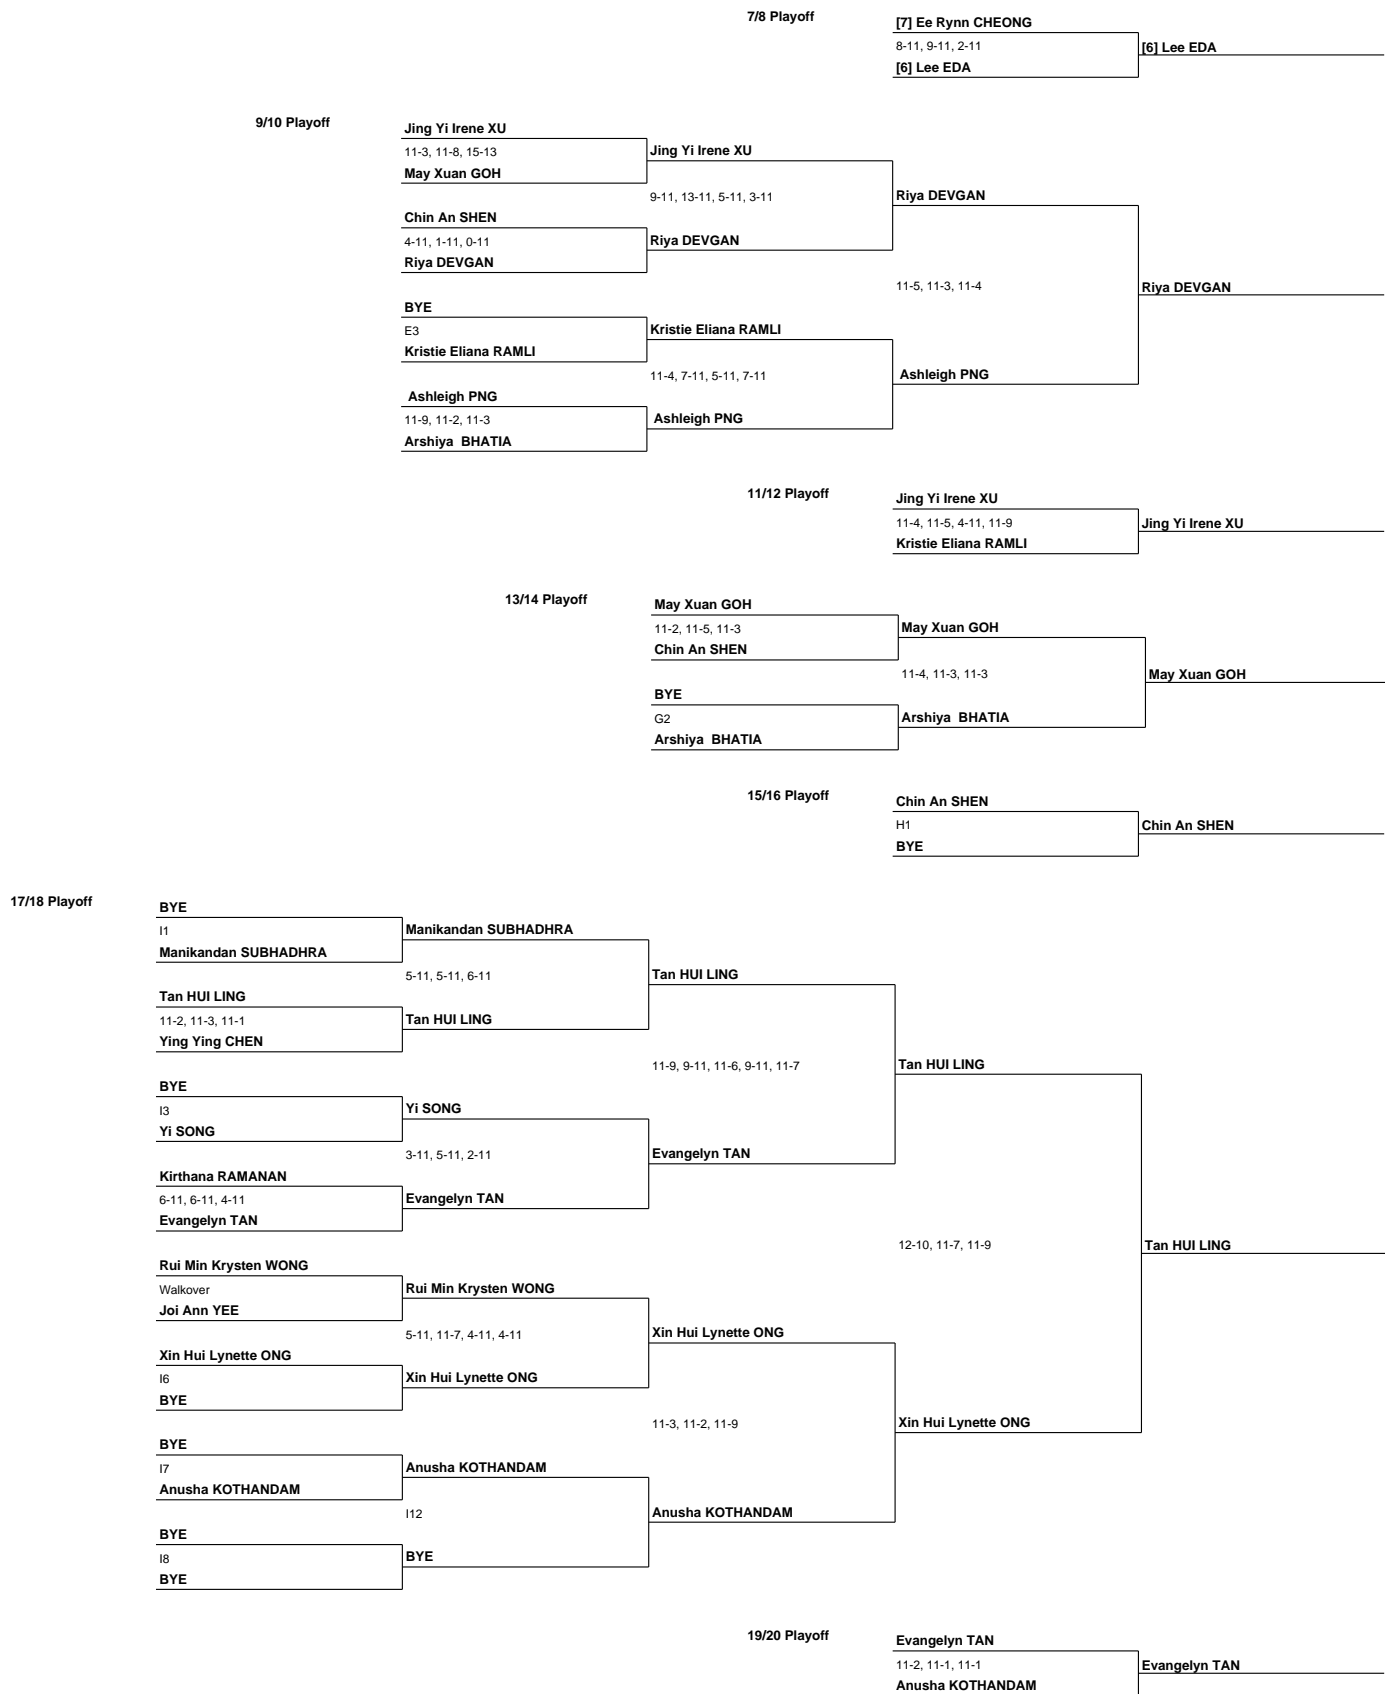 7/8 Playoff
[7] Ee Rynn CHEONG
8-11, 9-11, 2-11
[6] Lee EDA
[6] Lee EDA
9/10 Playoff
Jing Yi Irene XU
11-3, 11-8, 15-13
Jing Yi Irene XU
May Xuan GOH
9-11, 13-11, 5-11, 3-11
Riya DEVGAN
Chin An SHEN
4-11, 1-11, 0-11
Riya DEVGAN
Riya DEVGAN
11-5, 11-3, 11-4
Riya DEVGAN
BYE
E3
Kristie Eliana RAMLI
Kristie Eliana RAMLI
11-4, 7-11, 5-11, 7-11
Ashleigh PNG
Ashleigh PNG
11-9, 11-2, 11-3
Ashleigh PNG
Arshiya BHATIA
11/12 Playoff
Jing Yi Irene XU
11-4, 11-5, 4-11, 11-9
Jing Yi Irene XU
Kristie Eliana RAMLI
13/14 Playoff
May Xuan GOH
11-2, 11-5, 11-3
May Xuan GOH
Chin An SHEN
11-4, 11-3, 11-3
May Xuan GOH
BYE
G2
Arshiya BHATIA
Arshiya BHATIA
15/16 Playoff
Chin An SHEN
H1
Chin An SHEN
BYE
17/18 Playoff
BYE
I1
Manikandan SUBHADHRA
Manikandan SUBHADHRA
5-11, 5-11, 6-11
Tan HUI LING
Tan HUI LING
11-2, 11-3, 11-1
Tan HUI LING
Ying Ying CHEN
11-9, 9-11, 11-6, 9-11, 11-7
Tan HUI LING
BYE
I3
Yi SONG
Yi SONG
3-11, 5-11, 2-11
Evangelyn TAN
Kirthana RAMANAN
6-11, 6-11, 4-11
Evangelyn TAN
Evangelyn TAN
12-10, 11-7, 11-9
Tan HUI LING
Rui Min Krysten WONG
Walkover
Rui Min Krysten WONG
Joi Ann YEE
5-11, 11-7, 4-11, 4-11
Xin Hui Lynette ONG
Xin Hui Lynette ONG
I6
Xin Hui Lynette ONG
BYE
11-3, 11-2, 11-9
Xin Hui Lynette ONG
BYE
I7
Anusha KOTHANDAM
Anusha KOTHANDAM
I12
Anusha KOTHANDAM
BYE
I8
BYE
BYE
19/20 Playoff
Evangelyn TAN
11-2, 11-1, 11-1
Evangelyn TAN
Anusha KOTHANDAM